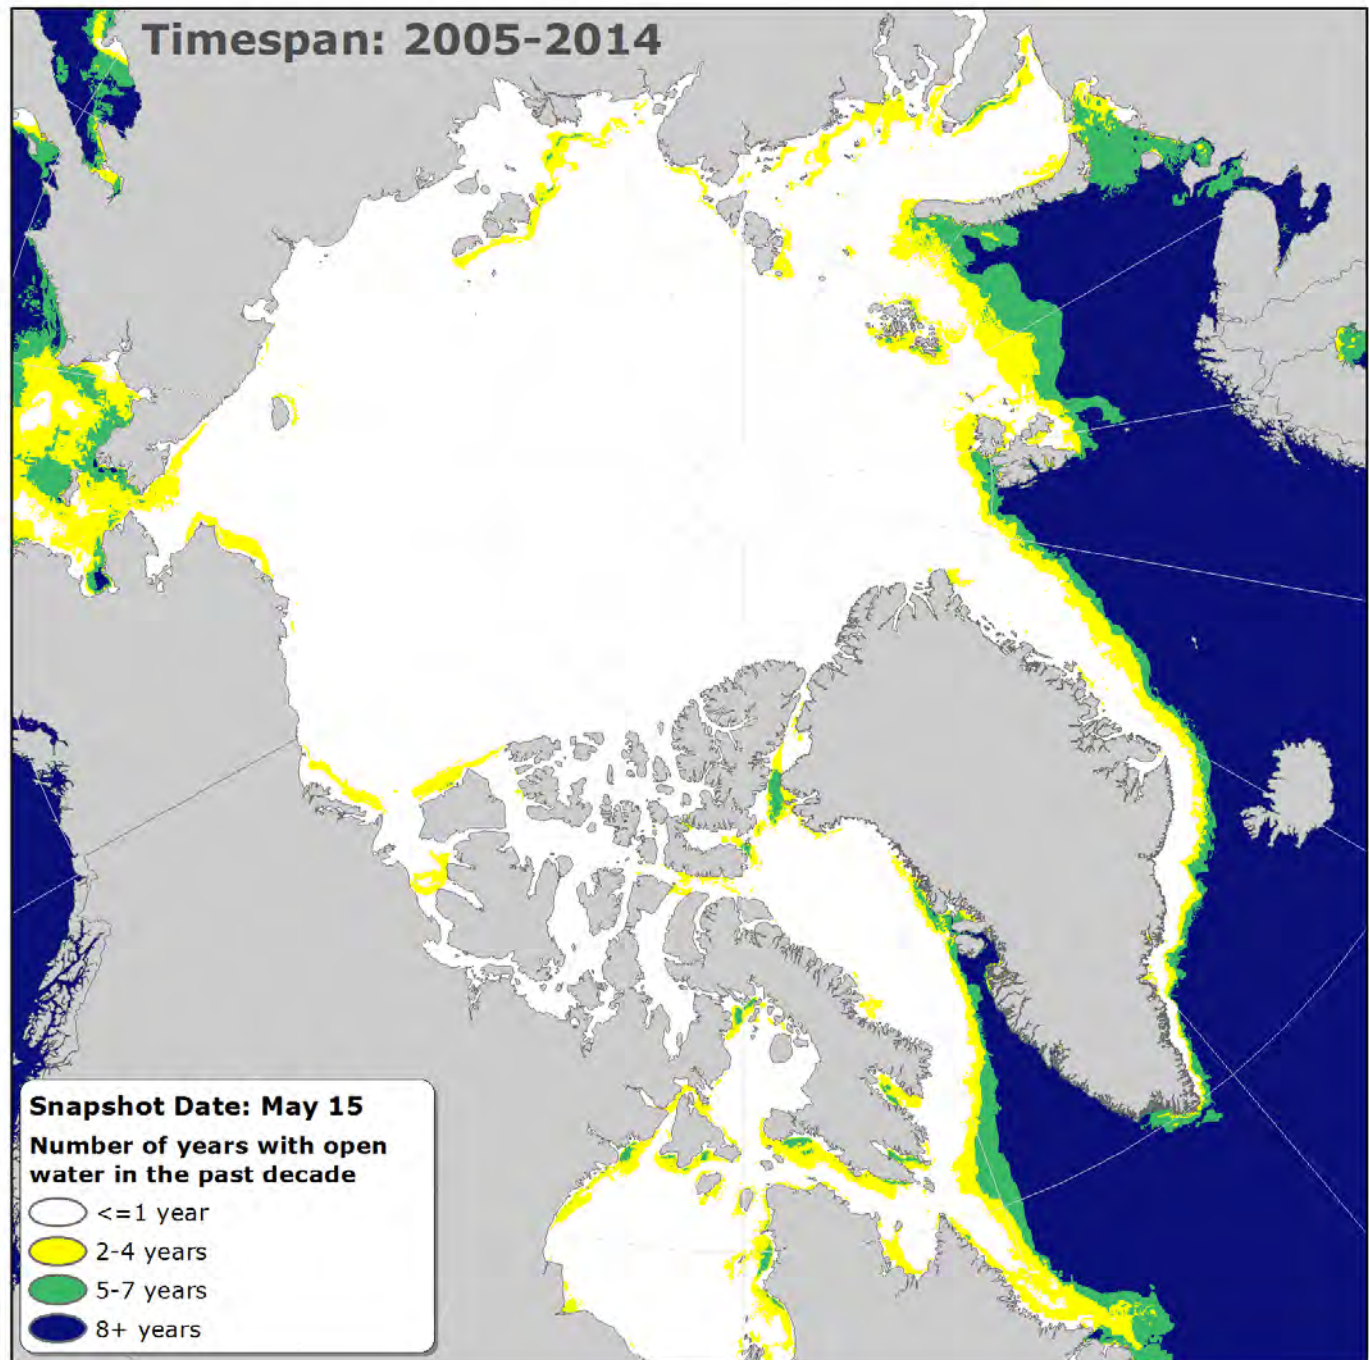 Timespan: 2005-2014
Snapshot Date: May 15
Number of years with open
water in the past decade
<=1 year
2-4 years
5-7 years
8+ years